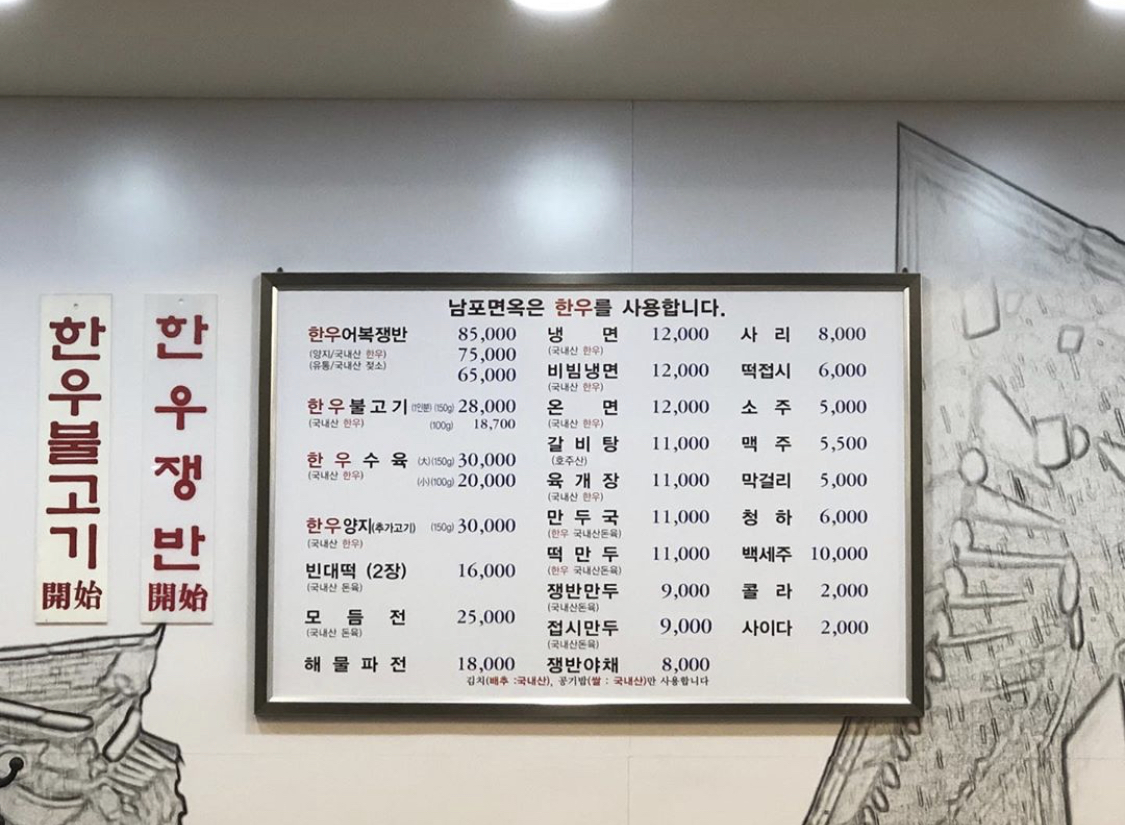 한우불고기 開始
한우쟁반 開始
남포면옥은 한우를 사용합니다.
한우어복쟁반 85,000
(양지/국내산 한우) 75,000
(유통/국내산 젖소) 65,000
한우불고기 (1인분) (150g) 28,000
(국내산 한우) (100g) 18,700
한우수육 (大)(150g) 30,000
(국내산 한우) (小)(100g) 20,000
한우양지(추가고기) (150g) 30,000
(국내산 한우)
빈대떡 (2장) 16,000
(국내산 돈육)
모듬전 25,000
(국내산 돈육)
해물파전 18,000
냉면 12,000
(국내산 한우)
비빔냉면 12,000
(국내산 한우)
온면 12,000
(국내산 한우)
갈비탕 11,000
(호주산)
육개장 11,000
(국내산 한우)
만두국 11,000
(한우 국내산돈육)
떡만두 11,000
(한우 국내산돈육)
쟁반만두 9,000
(국내산돈육)
접시만두 9,000
(국내산돈육)
쟁반야채 8,000
사리 8,000
떡접시 6,000
소주 5,000
맥주 5,500
막걸리 5,000
청하 6,000
백세주 10,000
콜라 2,000
사이다 2,000
김치(배추 :국내산), 공기밥(쌀 : 국내산)만 사용합니다